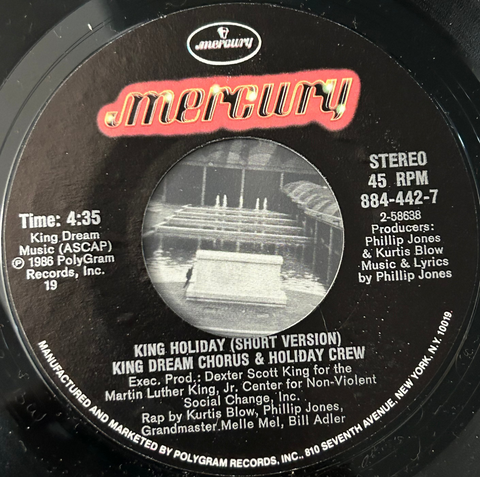 mercury
mercury
STEREO
45 RPM
884-442-7
2-58638
Producers:
Phillip Jones
& Kurtis Blow
Music & Lyrics
by Phillip Jones
Time: 4:35
King Dream
Music (ASCAP)
℗ 1986 PolyGram
Records, Inc.
19
KING HOLIDAY (SHORT VERSION)
KING DREAM CHORUS & HOLIDAY CREW
Exec. Prod.: Dexter Scott King for the
Martin Luther King, Jr. Center for Non-Violent
Social Change, Inc.
Rap by Kurtis Blow, Phillip Jones,
Grandmaster Melle Mel, Bill Adler
MANUFACTURED AND MARKETED BY POLYGRAM RECORDS, INC., 810 SEVENTH AVENUE, NEW YORK, N.Y. 10019